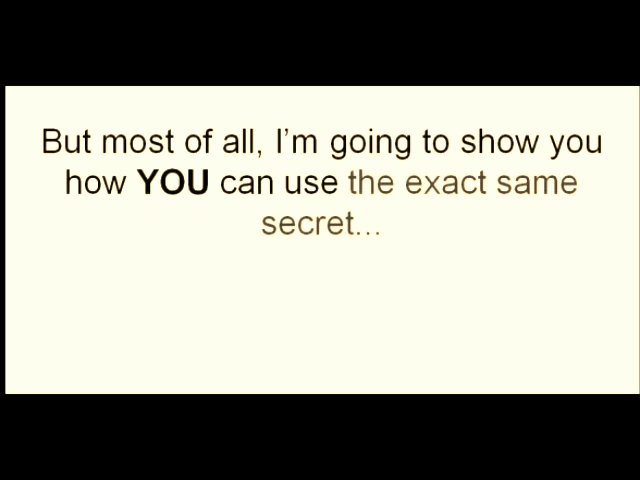 But most of all, I’m going to show you
how YOU can use the exact same
secret...